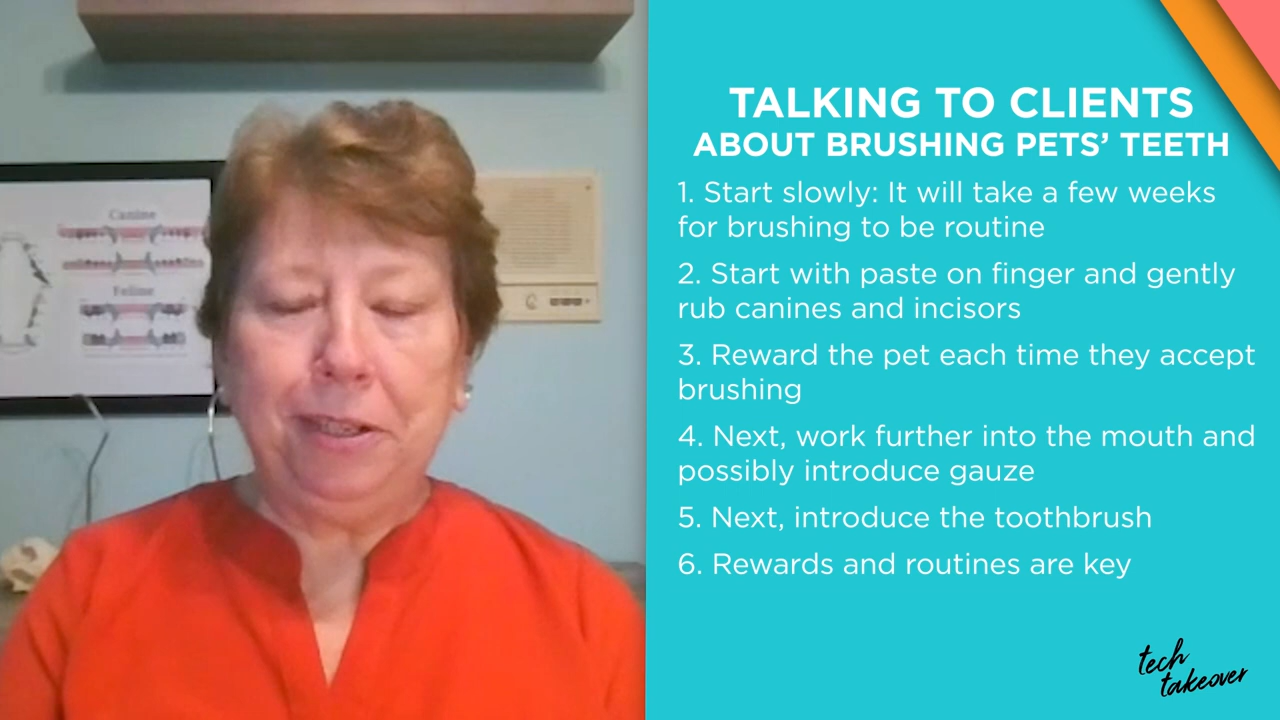 TALKING TO CLIENTS
ABOUT BRUSHING PETS’ TEETH
1. Start slowly: It will take a few weeks
for brushing to be routine
2. Start with paste on finger and gently
rub canines and incisors
3. Reward the pet each time they accept
brushing
4. Next, work further into the mouth and
possibly introduce gauze
5. Next, introduce the toothbrush
6. Rewards and routines are key
tech
takeover
Canine
Feline